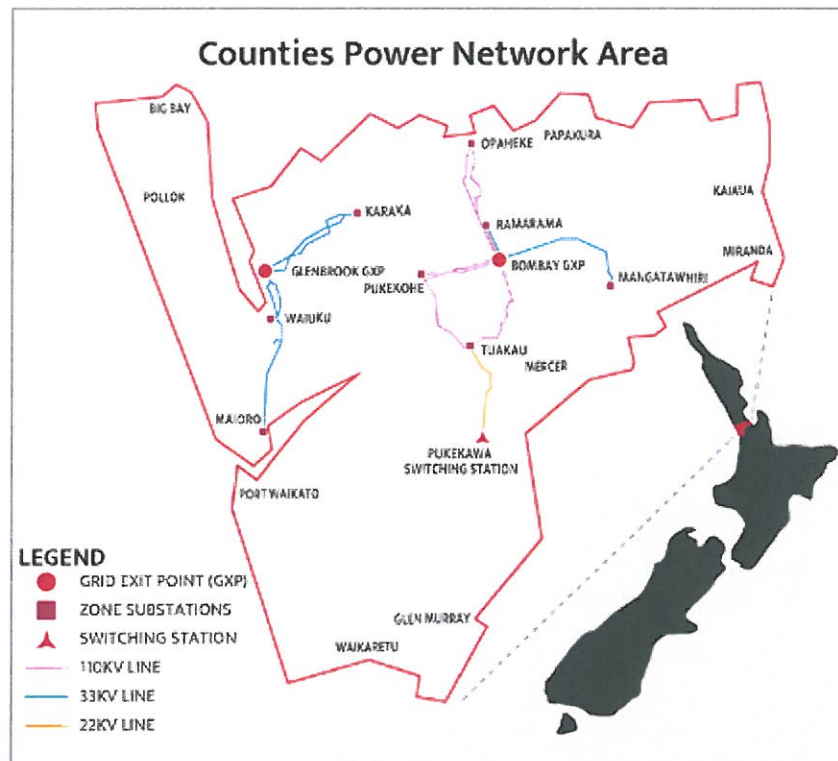 Counties Power Network Area
BIG BAY
OPAHEKE
PAPAKURA
POLLOK
KARAKA
KAIAUA
RAMARAMA
MIRANDA
GLENBROOK GXP
BOMBAY GXP
PUKEKOHE
MANGATAWHIRI
WAIUKU
TUAKAU
MERCER
MAIORO
PUKEKAWA
SWITCHING STATION
PORT WAIKATO
LEGEND
GRID EXIT POINT (GXP)
ZONE SUBSTATIONS
SWITCHING STATION
110KV LINE
33KV LINE
22KV LINE
GLEN MURRAY
WAIKARETU